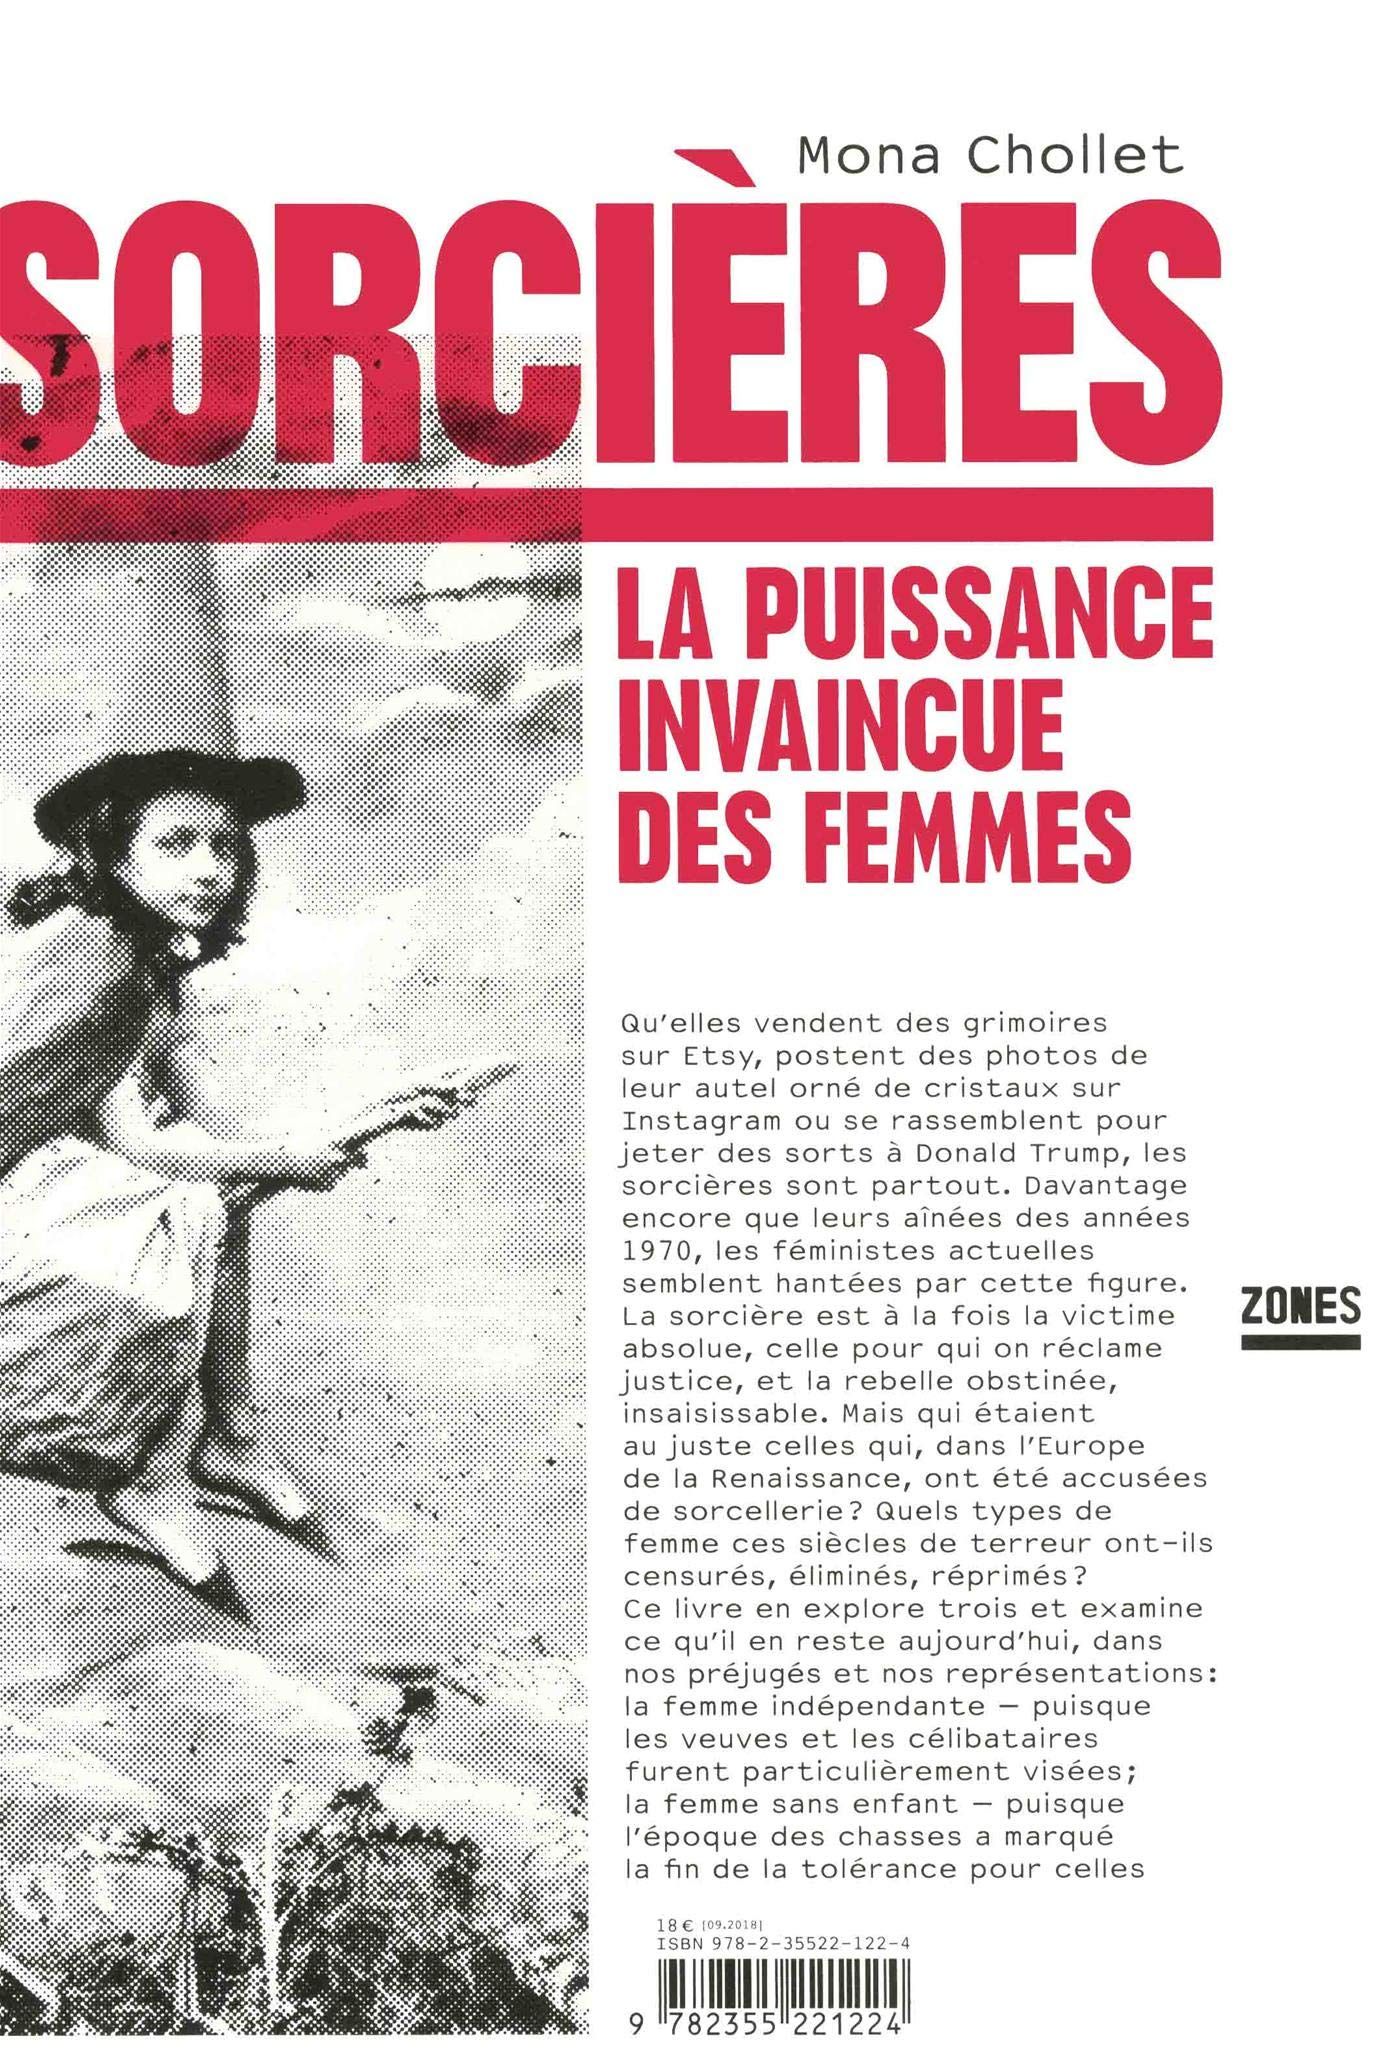 Mona Chollet
SORCIÈRES
LA PUISSANCE
INVAINCUE
DES FEMMES
Qu'elles vendent des grimoires
sur Etsy, postent des photos de
leur autel orné de cristaux sur
Instagram ou se rassemblent pour
jeter des sorts à Donald Trump, les
sorcières sont partout. Davantage
encore que leurs aînées des années
1970, les féministes actuelles
semblent hantées par cette figure.
La sorcière est à la fois la victime
absolue, celle pour qui on réclame
justice, et la rebelle obstinée,
insaisissable. Mais qui étaient
au juste celles qui, dans l'Europe
de la Renaissance, ont été accusées
de sorcellerie? Quels types de
femme ces siècles de terreur ont-ils
censurés, éliminés, réprimés?
Ce livre en explore trois et examine
ce qu'il en reste aujourd'hui, dans
nos préjugés et nos représentations:
la femme indépendante — puisque
les veuves et les célibataires
furent particulièrement visées;
la femme sans enfant — puisque
l'époque des chasses a marqué
la fin de la tolérance pour celles
ZONES
18 € [09.2018]
ISBN 978-2-35522-122-4
9 782355 221224